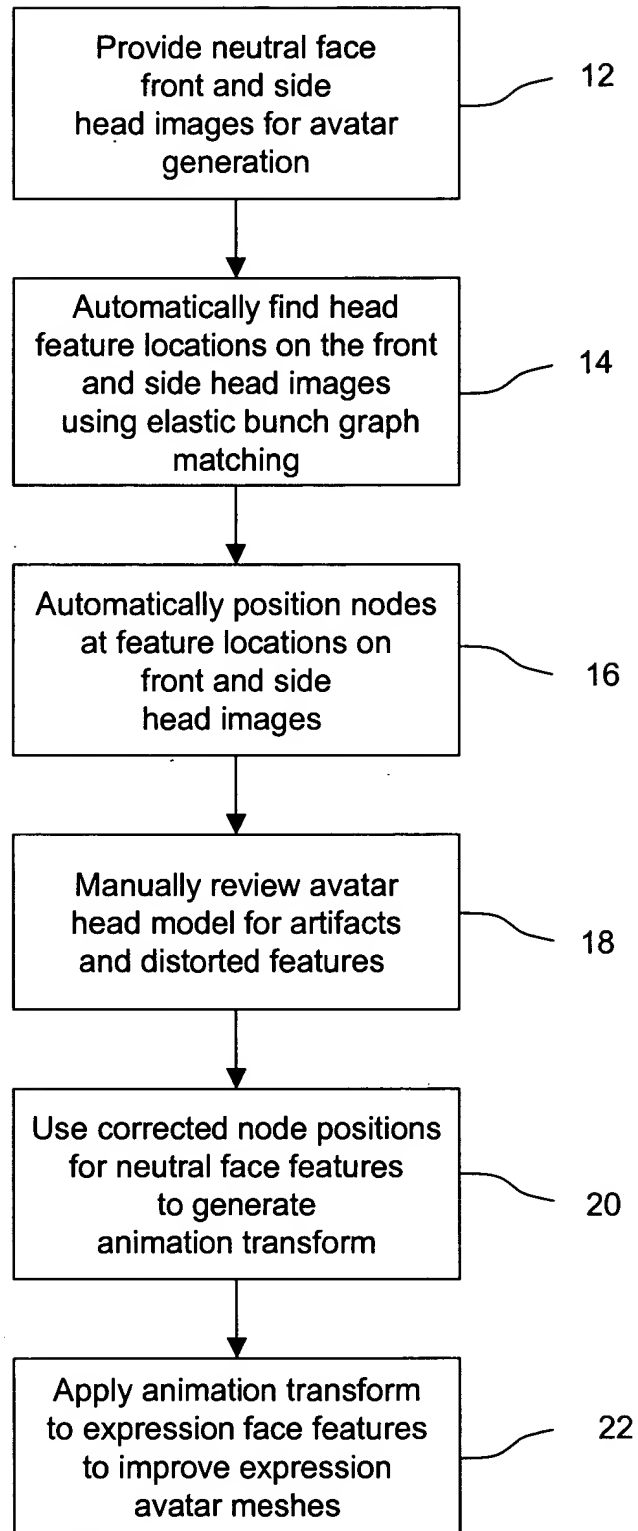 Provide neutral face
front and side
head images for avatar
generation
12
Automatically find head
feature locations on the front
and side head images
using elastic bunch graph
matching
14
Automatically position nodes
at feature locations on
front and side
head images
16
Manually review avatar
head model for artifacts
and distorted features
18
Use corrected node positions
for neutral face features
to generate
animation transform
20
Apply animation transform
to expression face features
to improve expression
avatar meshes
22